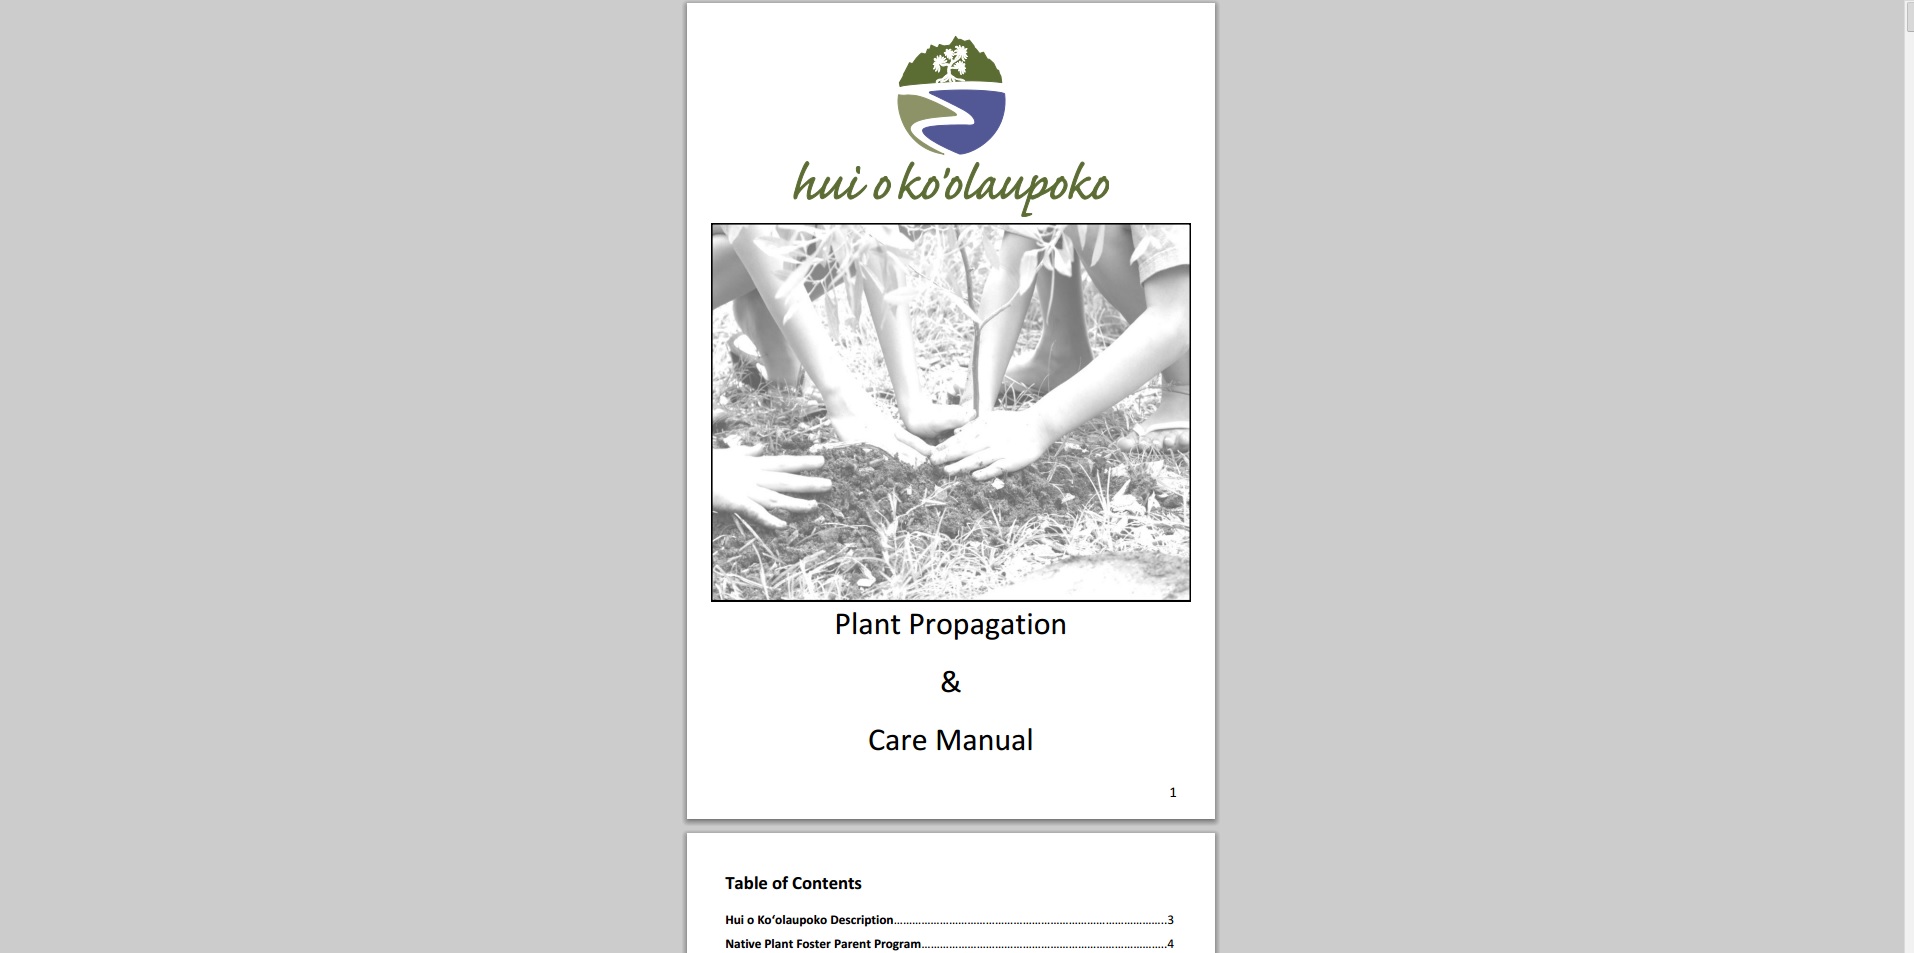 hui o ko'olaupoko
Plant Propagation
&
Care Manual
1
Table of Contents
Hui o Ko‘olaupoko Description……………………………………………………………………………..3
Native Plant Foster Parent Program……………………………………………………………………..4